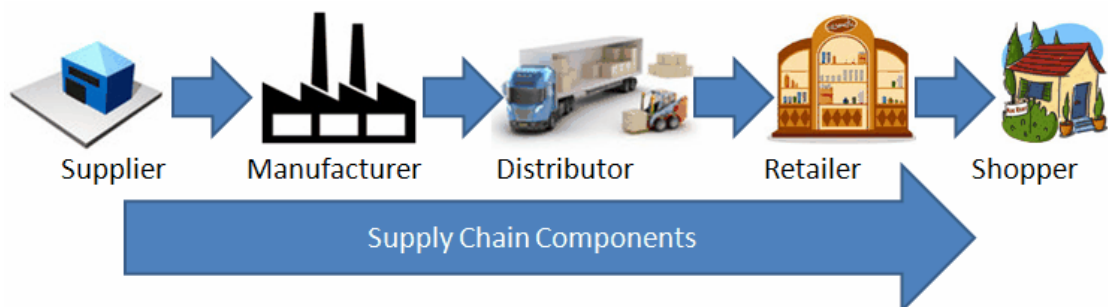 Supplier
Manufacturer
Distributor
Retailer
Shopper
Supply Chain Components